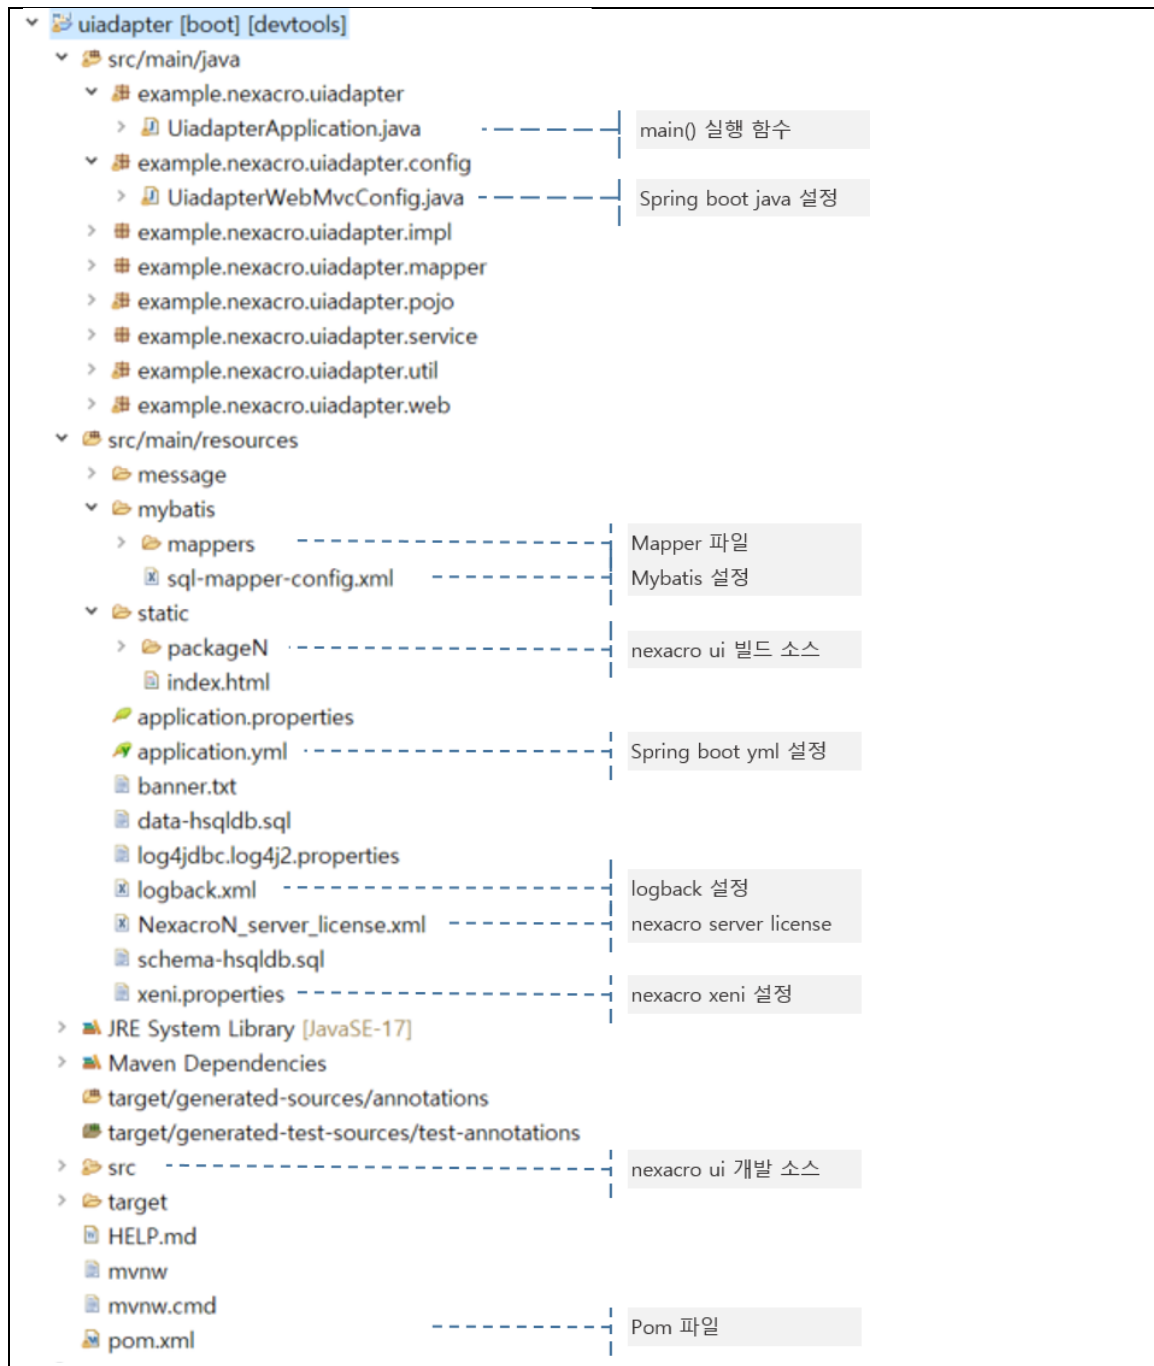 uiadapter [boot] [devtools]
src/main/java
example.nexacro.uiadapter
UiadapterApplication.java main() 실행 함수
example.nexacro.uiadapter.config
UiadapterWebMvcConfig.java Spring boot java 설정
example.nexacro.uiadapter.impl
example.nexacro.uiadapter.mapper
example.nexacro.uiadapter.pojo
example.nexacro.uiadapter.service
example.nexacro.uiadapter.util
example.nexacro.uiadapter.web
src/main/resources
message
mybatis
mappers Mapper 파일
sql-mapper-config.xml Mybatis 설정
static
packageN nexacro ui 빌드 소스
index.html
application.properties
application.yml Spring boot yml 설정
banner.txt
data-hsqldb.sql
log4jdbc.log4j2.properties
logback.xml logback 설정
NexacroN_server_license.xml nexacro server license
schema-hsqldb.sql
xeni.properties nexacro xeni 설정
JRE System Library [JavaSE-17]
Maven Dependencies
target/generated-sources/annotations
target/generated-test-sources/test-annotations
src nexacro ui 개발 소스
target
HELP.md
mvnw
mvnw.cmd
pom.xml Pom 파일